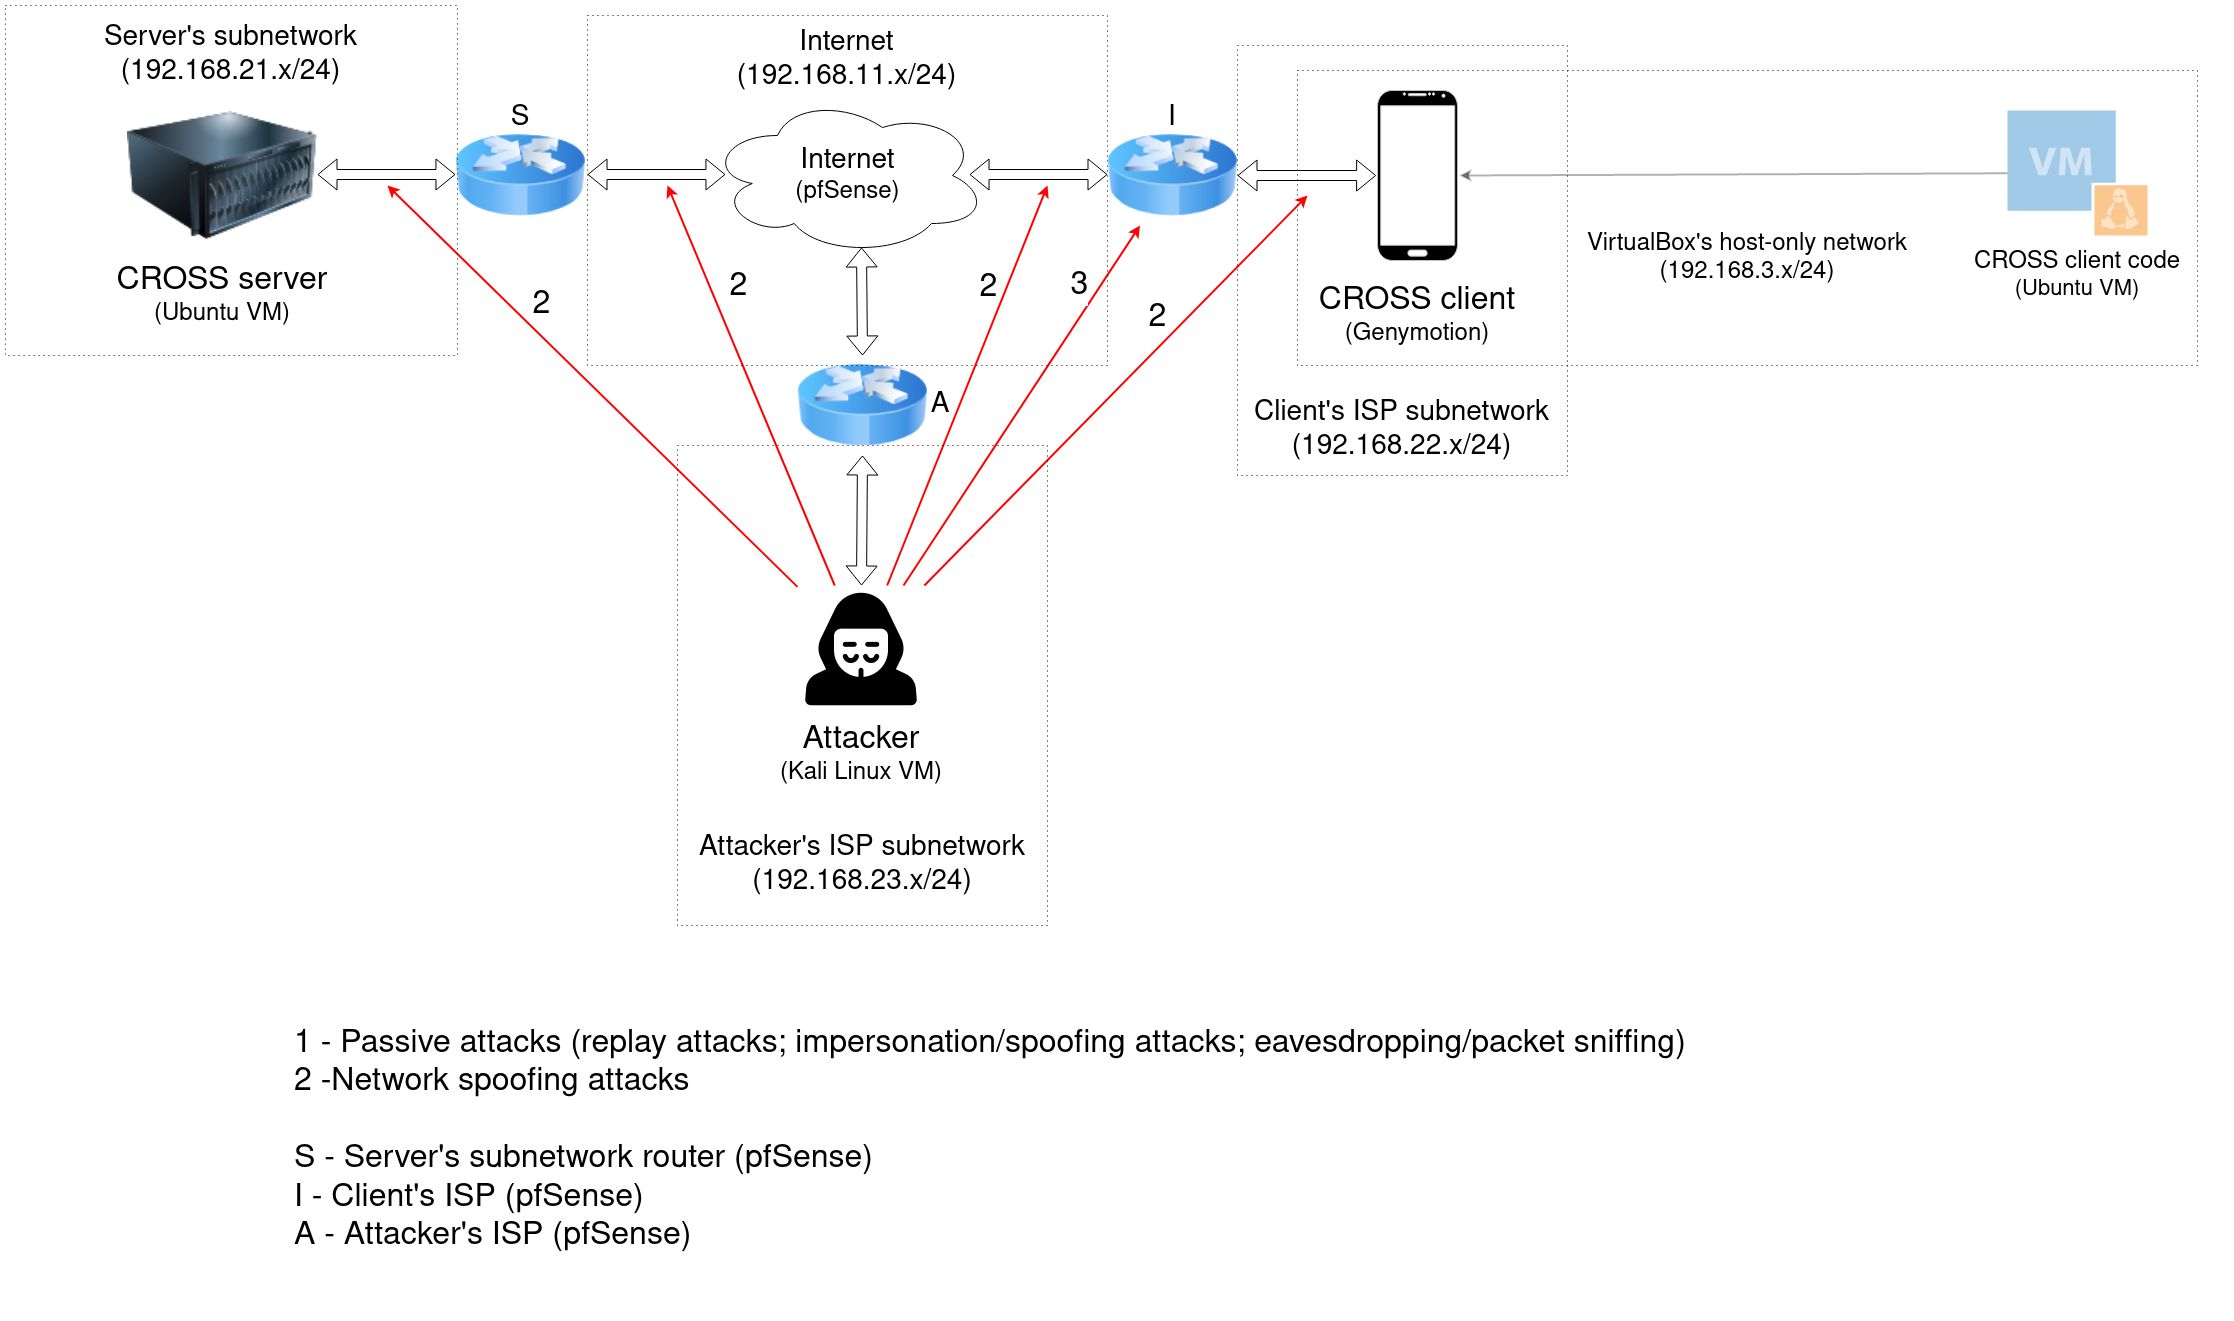 Server's subnetwork
(192.168.21.x/24)
CROSS server
(Ubuntu VM)
S
Internet
(192.168.11.x/24)
Internet
(pfSense)
I
A
CROSS client
(Genymotion)
Client's ISP subnetwork
(192.168.22.x/24)
VirtualBox's host-only network
(192.168.3.x/24)
VM
CROSS client code
(Ubuntu VM)
2
2
2
3
2
Attacker
(Kali Linux VM)
Attacker's ISP subnetwork
(192.168.23.x/24)
1 - Passive attacks (replay attacks; impersonation/spoofing attacks; eavesdropping/packet sniffing)
2 -Network spoofing attacks
S - Server's subnetwork router (pfSense)
I - Client's ISP (pfSense)
A - Attacker's ISP (pfSense)